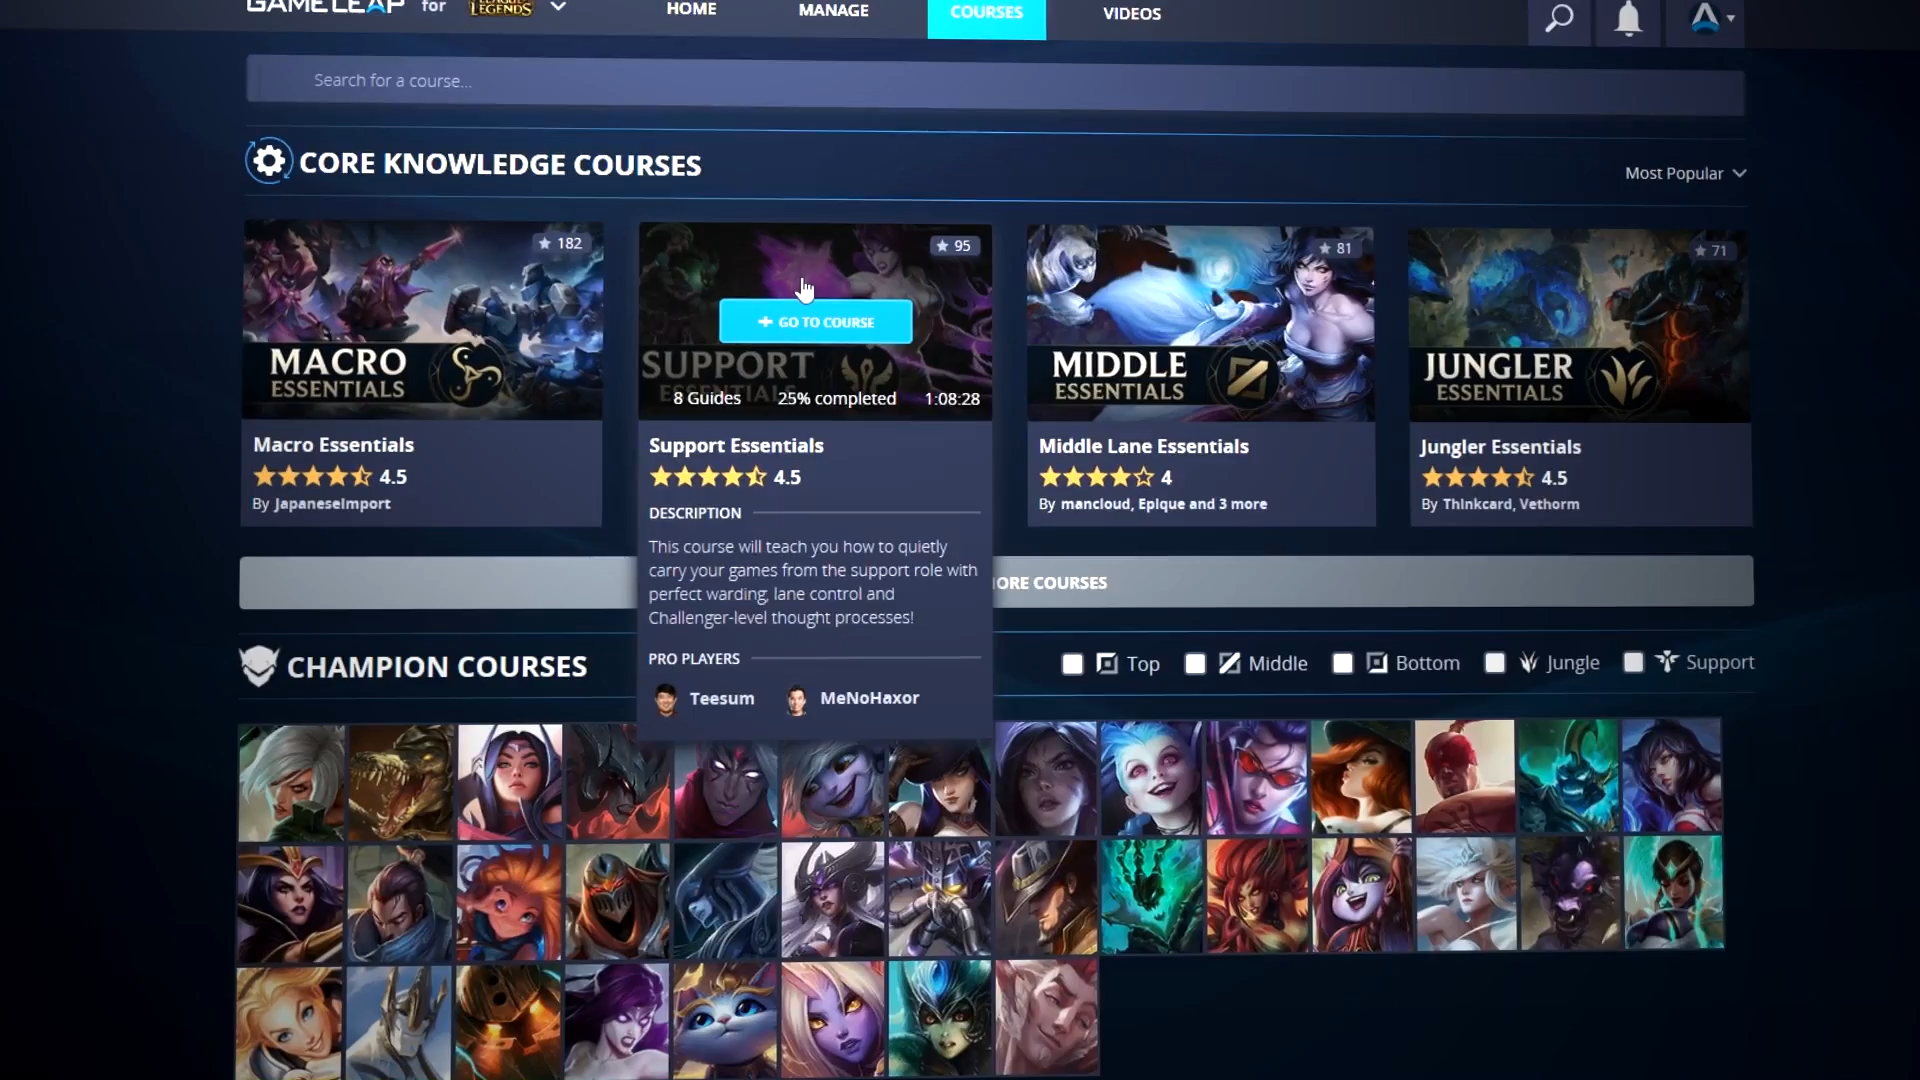 GAMELEAP for LEGENDS HOME MANAGE COURSES VIDEOS
Search for a course...
CORE KNOWLEDGE COURSES
Most Popular
182
MACRO
ESSENTIALS
Macro Essentials
4.5
By JapaneseImport
95
+ GO TO COURSE
SUPPORT
ESSENTIALS
8 Guides 25% completed 1:08:28
Support Essentials
4.5
DESCRIPTION
This course will teach you how to quietly
carry your games from the support role with
perfect warding, lane control and
Challenger-level thought processes!
PRO PLAYERS
Teesum MeNoHaxor
81
MIDDLE
ESSENTIALS
Middle Lane Essentials
4
By mancloud, Epique and 3 more
71
JUNGLER
ESSENTIALS
Jungler Essentials
4.5
By Thinkcard, Vethorm
MORE COURSES
CHAMPION COURSES
Top Middle Bottom Jungle Support